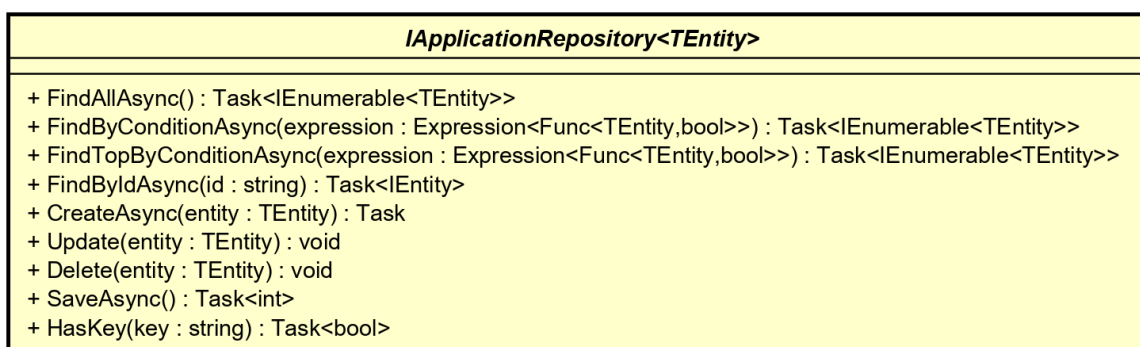 IApplicationRepository<TEntity>
+ FindAllAsync() : Task<IEnumerable<TEntity>>
+ FindByConditionAsync(expression : Expression<Func<TEntity,bool>>) : Task<IEnumerable<TEntity>>
+ FindTopByConditionAsync(expression : Expression<Func<TEntity,bool>>) : Task<IEnumerable<TEntity>>
+ FindByIdAsync(id : string) : Task<IEntity>
+ CreateAsync(entity : TEntity) : Task
+ Update(entity : TEntity) : void
+ Delete(entity : TEntity) : void
+ SaveAsync() : Task<int>
+ HasKey(key : string) : Task<bool>